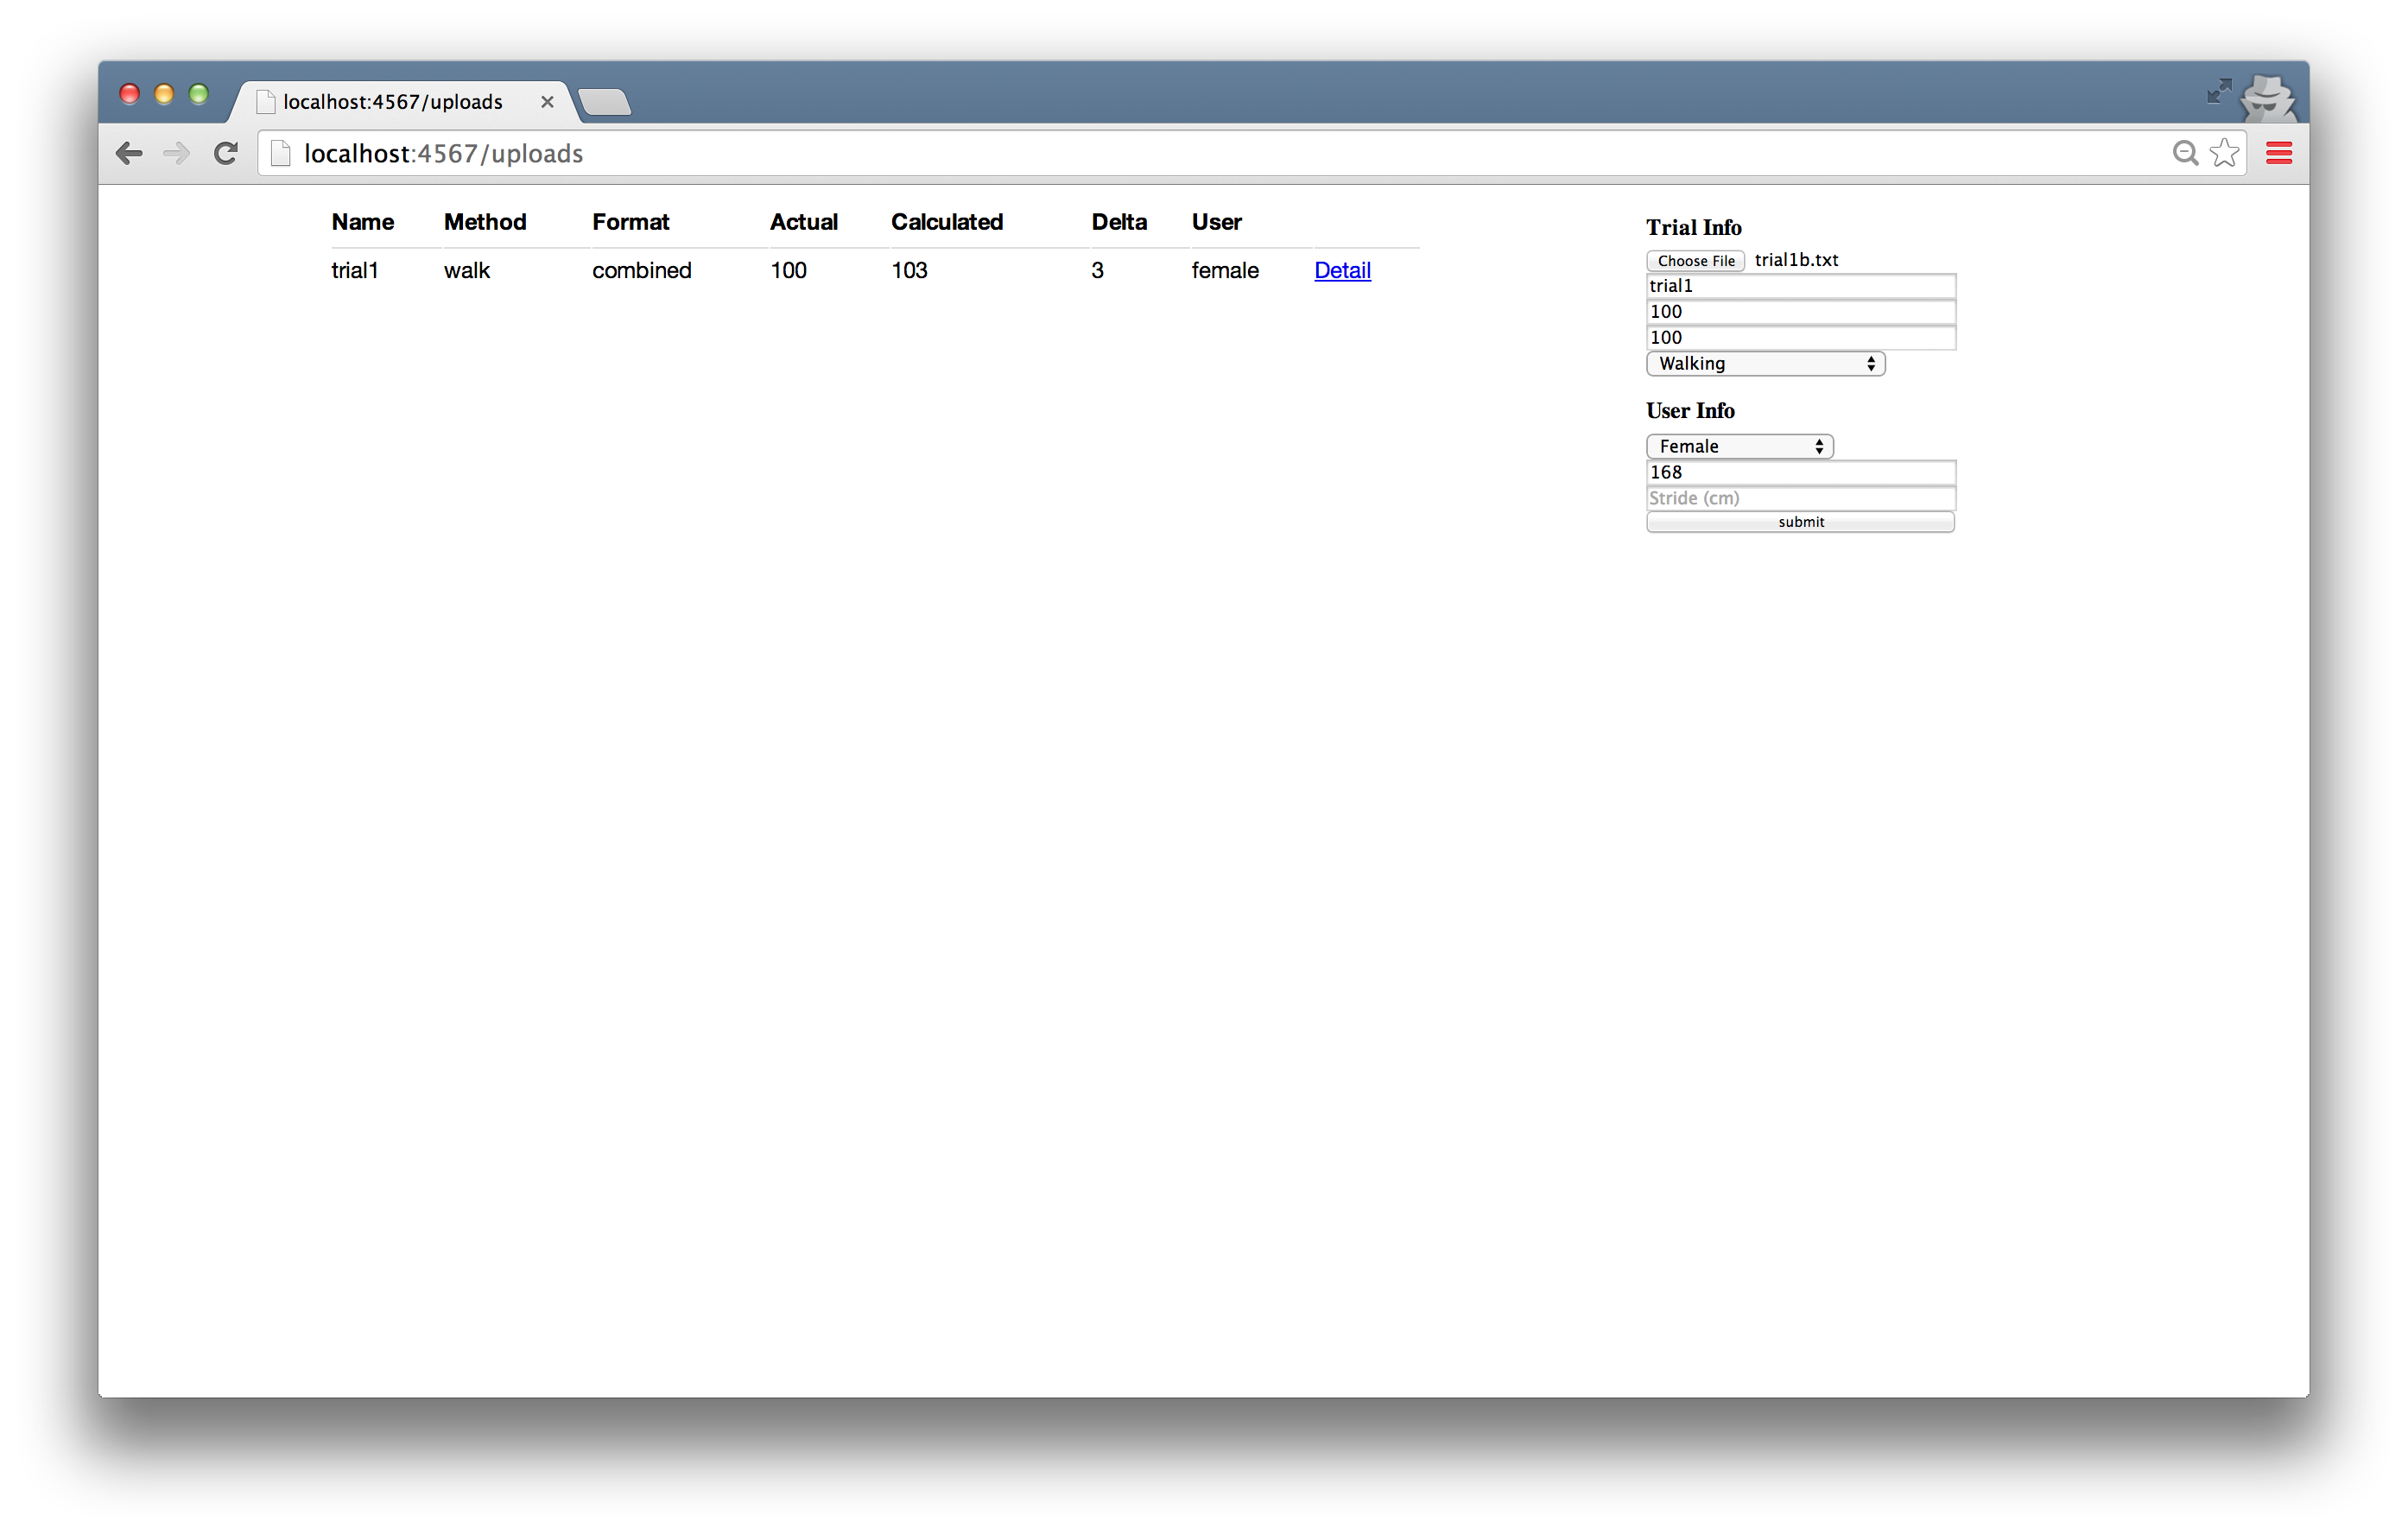 localhost:4567/uploads
localhost:4567/uploads
Name Method Format Actual Calculated Delta User
trial1 walk combined 100 103 3 female Detail
Trial Info
Choose File trial1b.txt
trial1
100
100
Walking
User Info
Female
168
Stride (cm)
submit